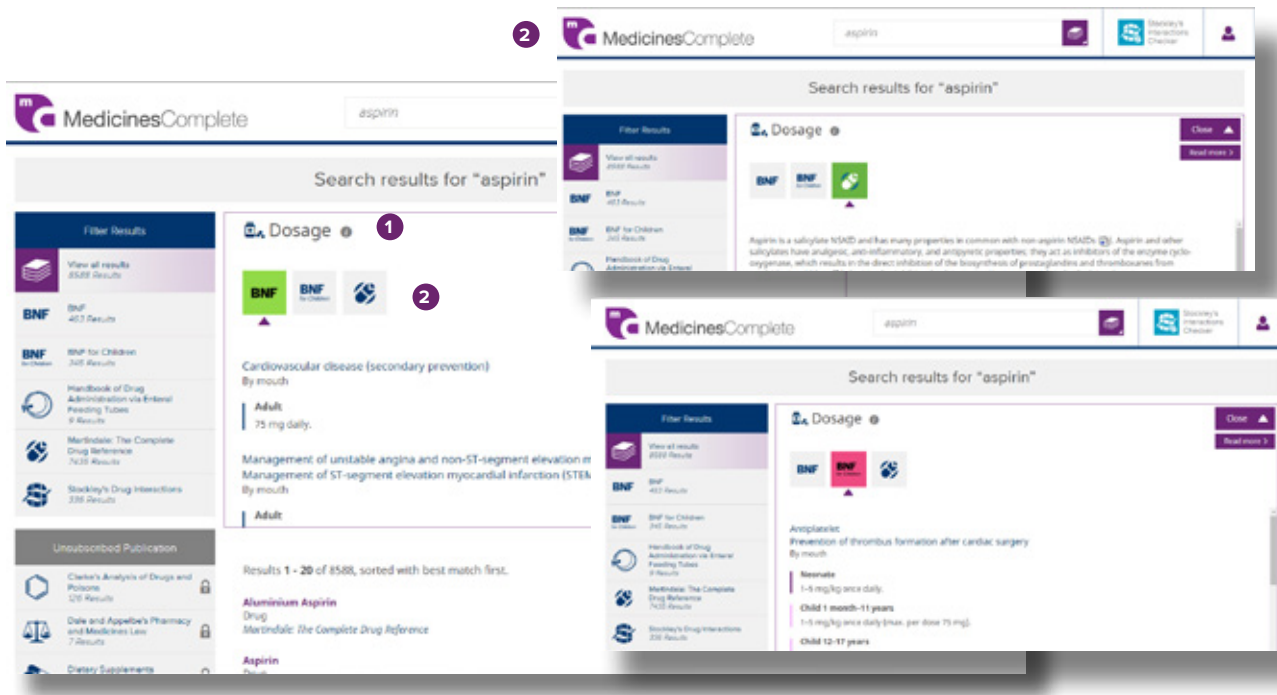 2
m
MedicinesComplete
aspirin
Stockley's
Interactions
Checker
Search results for "aspirin"
Filter Results
View all results
8588 Results
BNF
BNF
463 Results
BNF
for Children
BNF for Children
345 Results
Handbook of Drug
Administration via Enteral
Dosage
Close
Read more >
BNF
BNF
for Children
Aspirin is a salicylate NSAID and has many properties in common with non-aspirin NSAIDs. Aspirin and other
salicylates have analgesic, anti-inflammatory, and antipyretic properties; they act as inhibitors of the enzyme cyclo-
oxygenase, which results in the direct inhibition of the biosynthesis of prostaglandins and thromboxanes from
m
MedicinesComplete
aspirin
Search results for "aspirin"
Filter Results
View all results
8588 Results
BNF
BNF
463 Results
BNF
for Children
BNF for Children
345 Results
Handbook of Drug
Administration via Enteral
Feeding Tubes
9 Results
Martindale: The Complete
Drug Reference
7435 Results
Stockley's Drug Interactions
336 Results
Unsubscribed Publication
Clarke's Analysis of Drugs and
Poisons
126 Results
Dale and Appelbe's Pharmacy
and Medicines Law
7 Results
Dietary Supplements
Dosage
1
BNF
BNF
for Children
2
Cardiovascular disease (secondary prevention)
By mouth
Adult
75 mg daily.
Management of unstable angina and non-ST-segment elevation
Management of ST-segment elevation myocardial infarction (STEM
By mouth
Adult
Results 1 - 20 of 8588, sorted with best match first.
Aluminium Aspirin
Drug
Martindale: The Complete Drug Reference
Aspirin
m
MedicinesComplete
aspirin
Stockley's
Interactions
Checker
Search results for "aspirin"
Filter Results
View all results
8588 Results
BNF
BNF
463 Results
BNF
for Children
BNF for Children
345 Results
Handbook of Drug
Administration via Enteral
Feeding Tubes
9 Results
Martindale: The Complete
Drug Reference
7435 Results
Stockley's Drug Interactions
336 Results
Dosage
Close
Read more >
BNF
BNF
for Children
Antiplatelet
Prevention of thrombus formation after cardiac surgery
By mouth
Neonate
1–5 mg/kg once daily.
Child 1 month–11 years
1–5 mg/kg once daily (max. per dose 75 mg).
Child 12–17 years